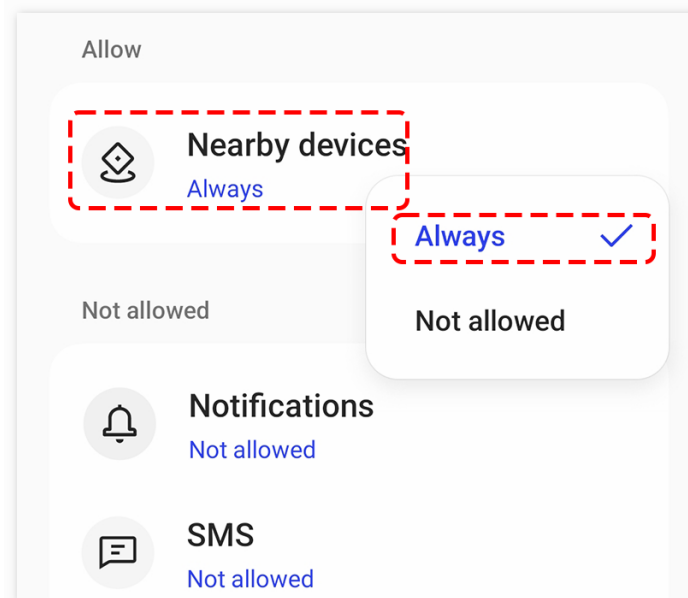 Allow
Nearby devices
Always
Always
Not allowed
Not allowed
Notifications
Not allowed
SMS
Not allowed